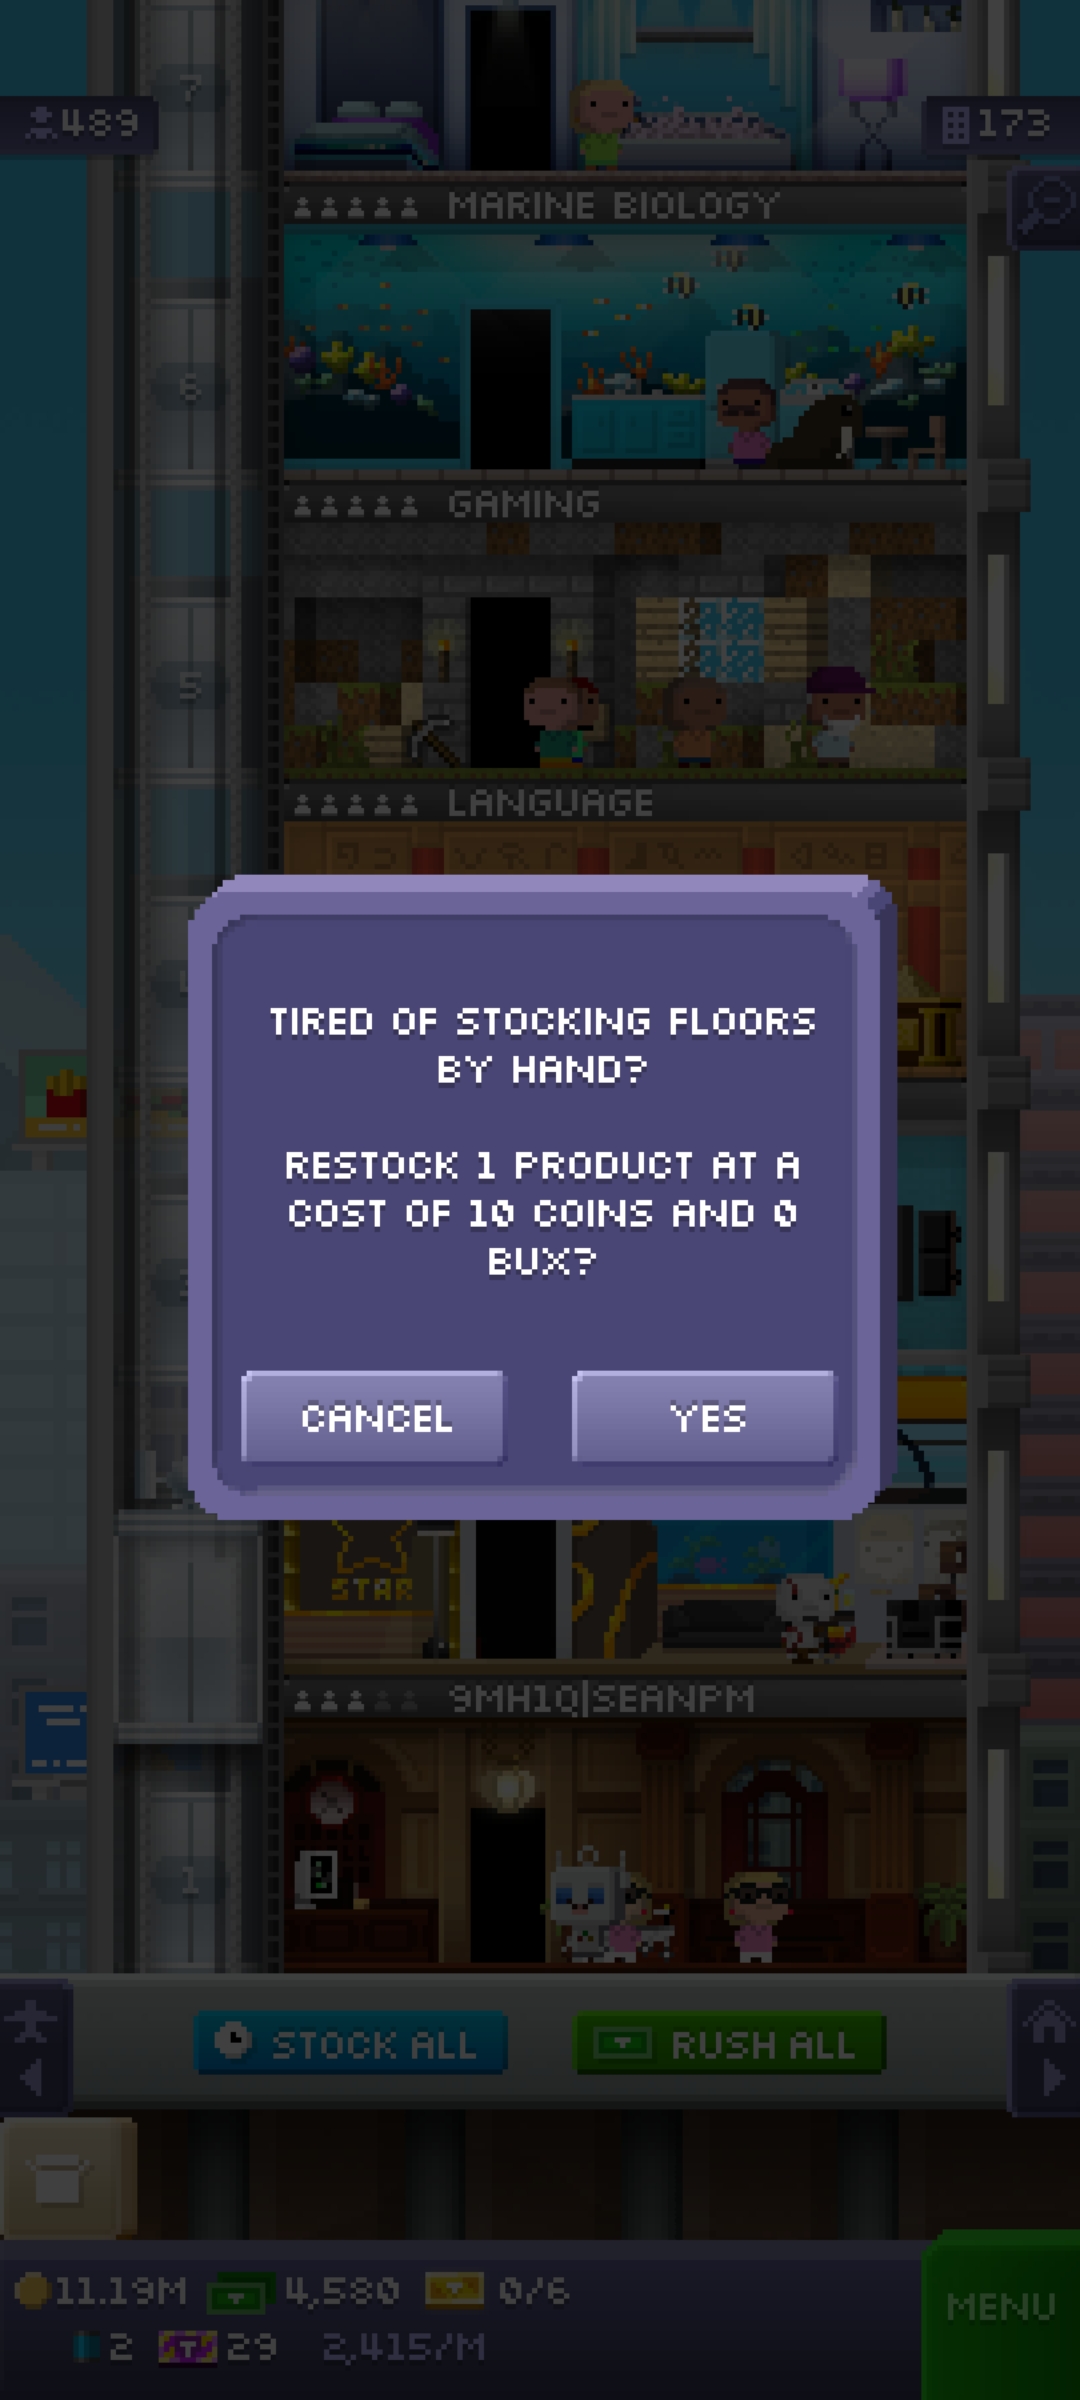 7
489
173
MARINE BIOLOGY
6
GAMING
5
LANGUAGE
TIRED OF STOCKING FLOORS
BY HAND?
RESTOCK 1 PRODUCT AT A
COST OF 10 COINS AND 0
BUX?
CANCEL
YES
STAR
9MH1Q|SEANPM
1
STOCK ALL
RUSH ALL
11.19M
4,580
0/6
MENU
2
29
2,415/M